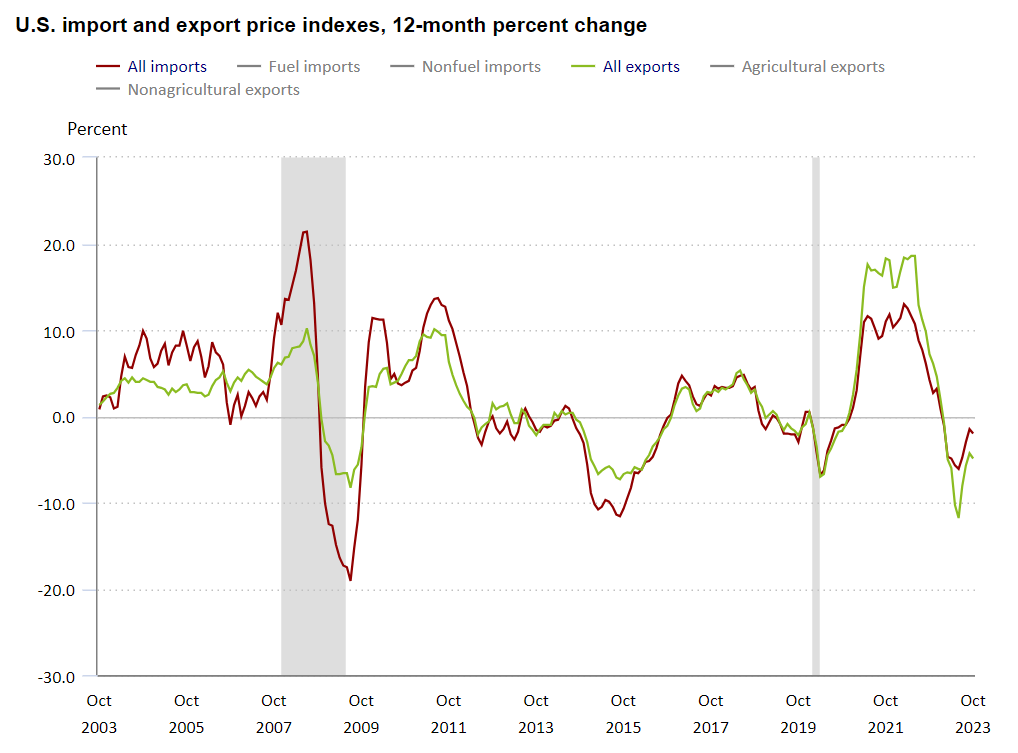 U.S. import and export price indexes, 12-month percent change
All imports Fuel imports Nonfuel imports All exports Agricultural exports
Nonagricultural exports
Percent
30.0
20.0
10.0
0.0
-10.0
-20.0
-30.0
Oct Oct Oct Oct Oct Oct Oct Oct Oct Oct Oct
2003 2005 2007 2009 2011 2013 2015 2017 2019 2021 2023